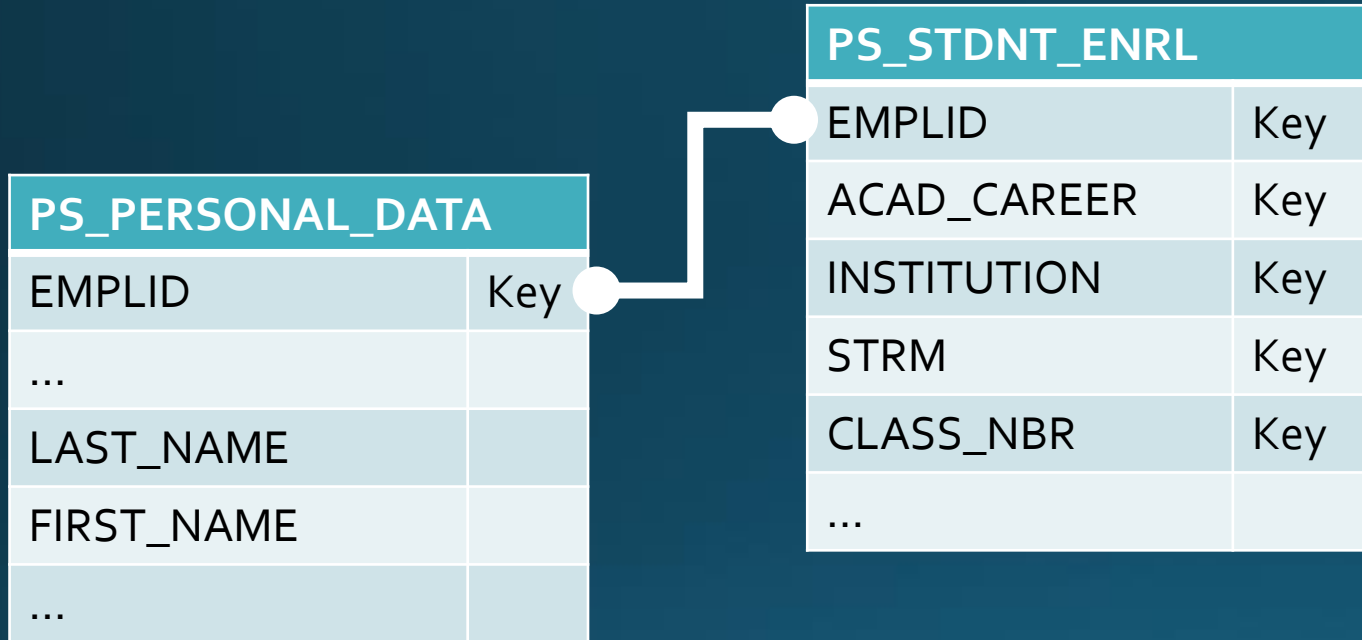 PS_PERSONAL_DATA
EMPLID Key
...
LAST_NAME
FIRST_NAME
...
PS_STDNT_ENRL
EMPLID Key
ACAD_CAREER Key
INSTITUTION Key
STRM Key
CLASS_NBR Key
...